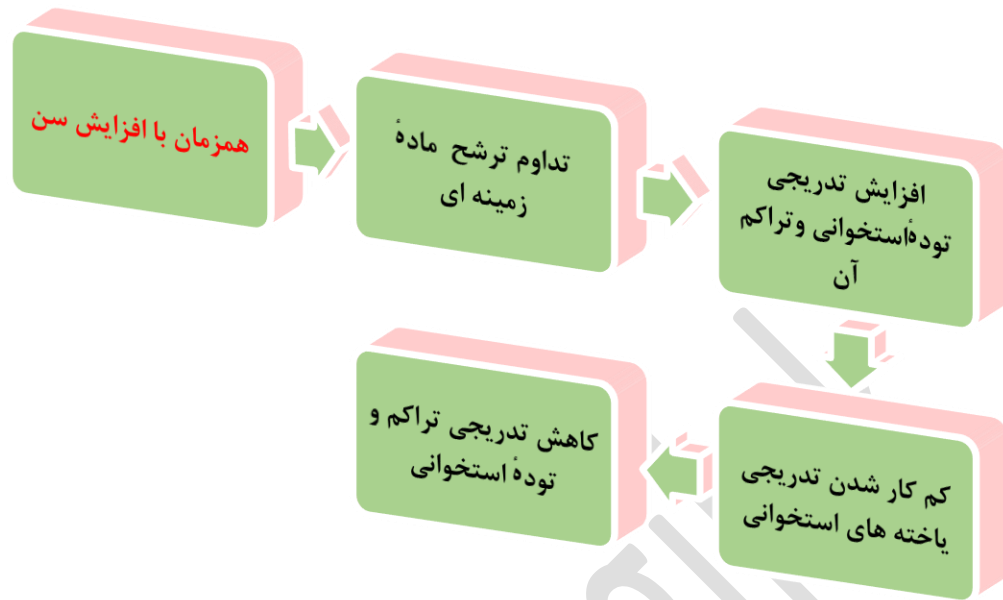 همزمان با افزایش سن
تداوم ترشح مادهٔ
زمینه ای
افزایش تدریجی
تودهٔاستخوانی وتراکم
آن
کم کار شدن تدریجی
یاخته های استخوانی
کاهش تدریجی تراکم و
تودهٔ استخوانی